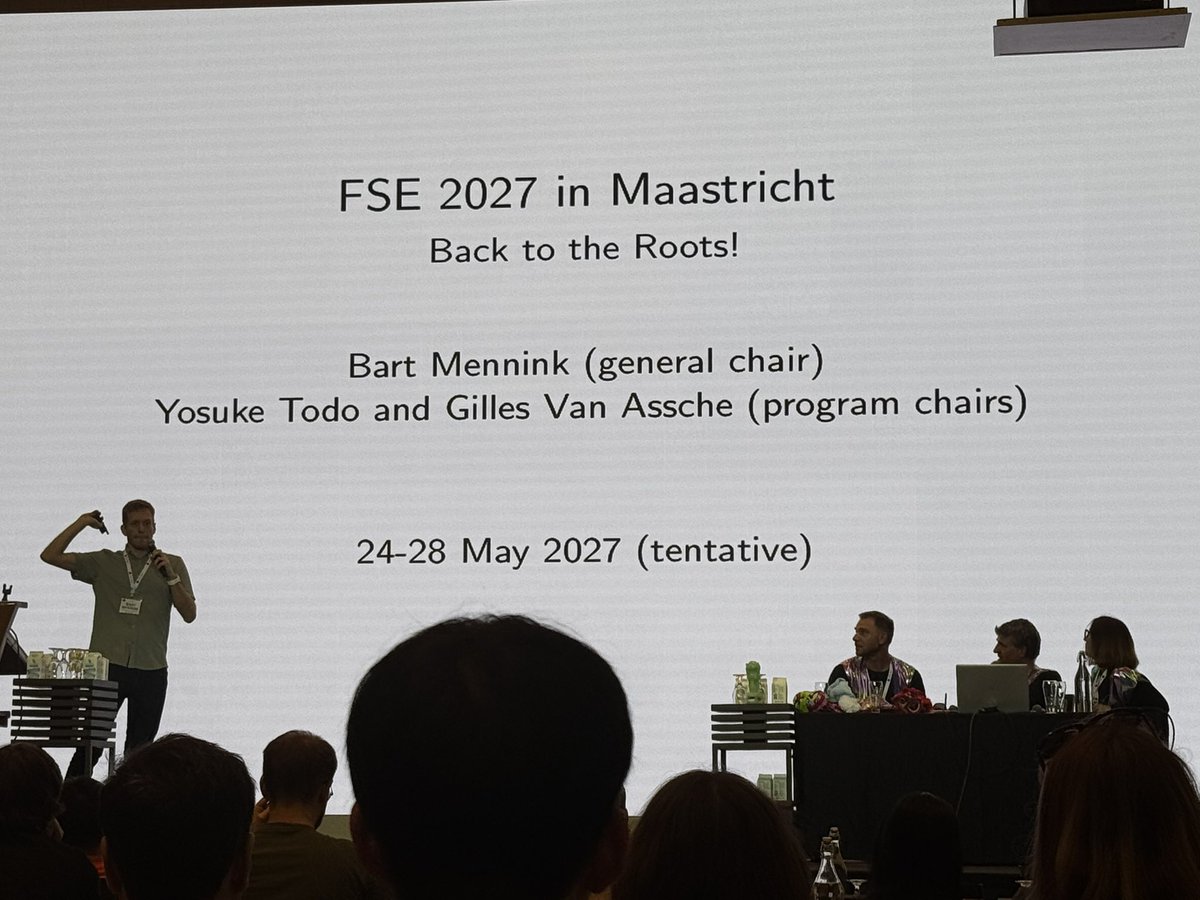 FSE 2027 in Maastricht
Back to the Roots!
Bart Mennink (general chair)
Yosuke Todo and Gilles Van Assche (program chairs)
24-28 May 2027 (tentative)